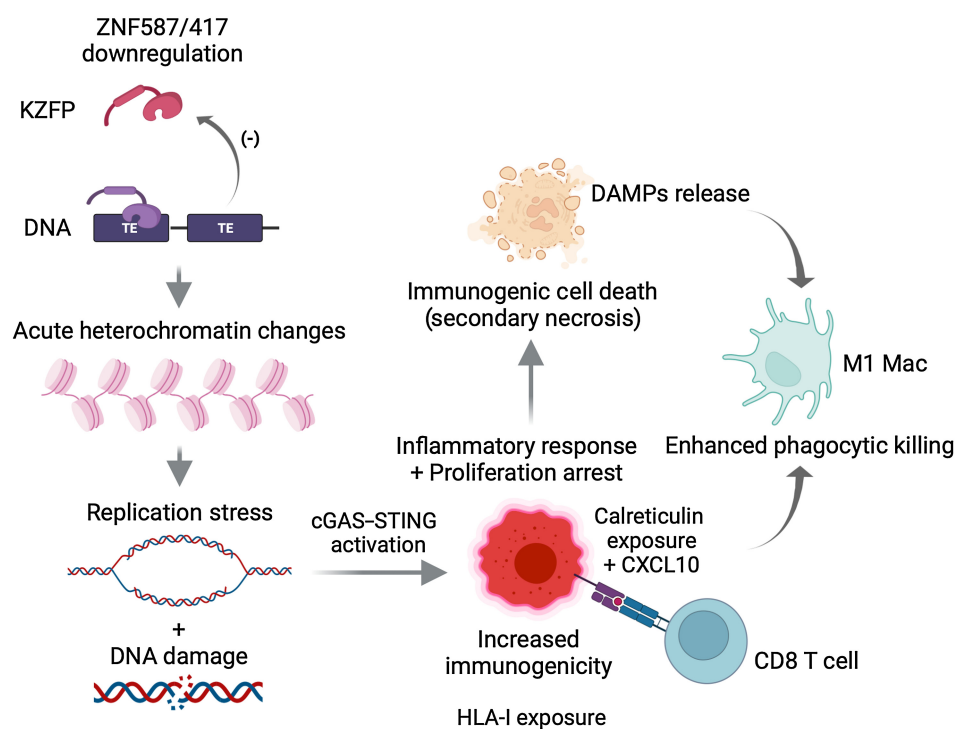 ZNF587/417
downregulation
KZFP
(-)
DNA
TE
TE
Acute heterochromatin changes
Replication stress
+
DNA damage
cGAS–STING
activation
DAMPs release
Immunogenic cell death
(secondary necrosis)
M1 Mac
Enhanced phagocytic killing
Inflammatory response
+ Proliferation arrest
Calreticulin
exposure
+ CXCL10
Increased
immunogenicity
CD8 T cell
HLA-I exposure